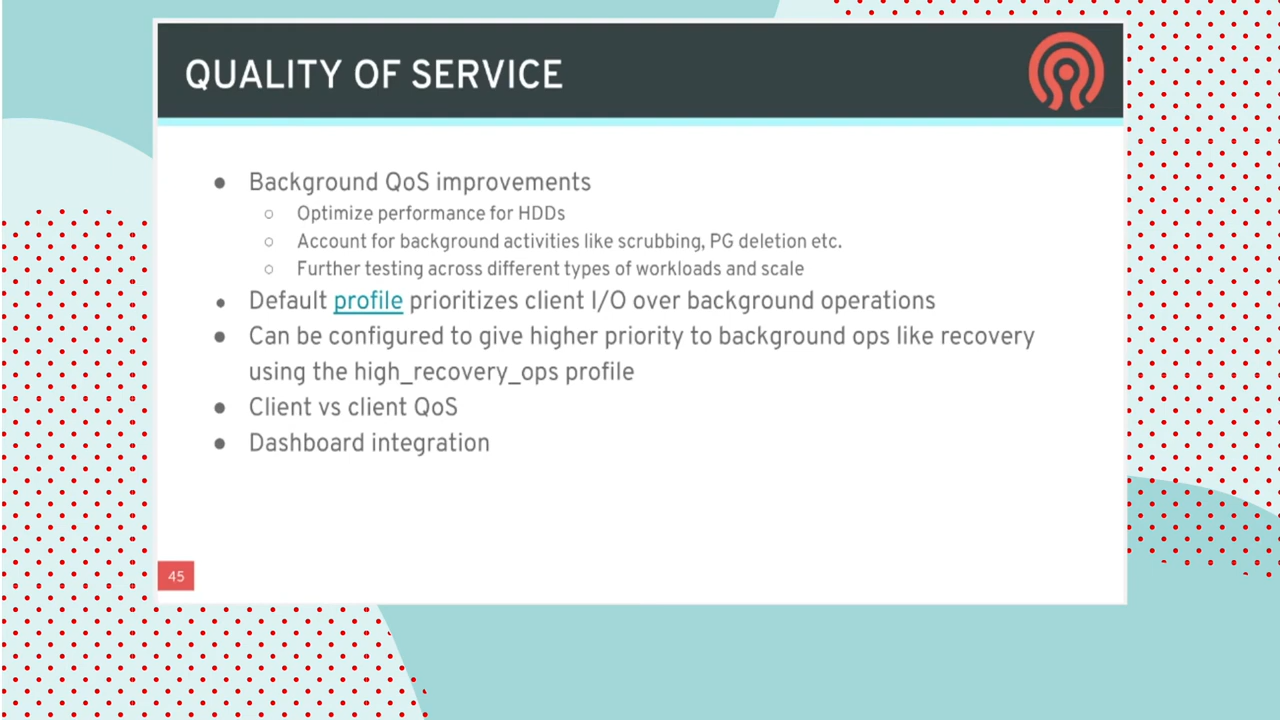 QUALITY OF SERVICE
● Background QoS improvements
○ Optimize performance for HDDs
○ Account for background activities like scrubbing, PG deletion etc.
○ Further testing across different types of workloads and scale
● Default profile prioritizes client I/O over background operations
● Can be configured to give higher priority to background ops like recovery
using the high_recovery_ops profile
● Client vs client QoS
● Dashboard integration
45